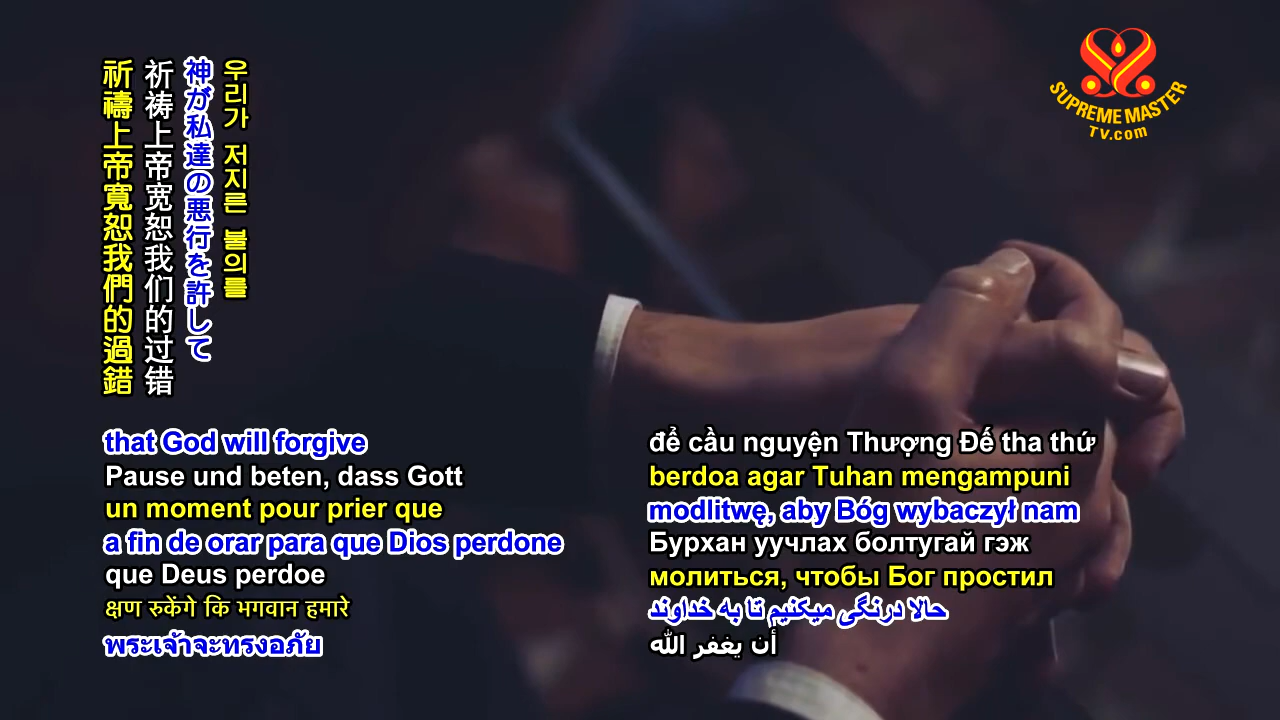 SUPREME MASTER
TV.com
祈禱上帝寬恕我們的過錯
祈祷上帝宽恕我们的过错
神が私達の悪行を許して
우리가 저지른 불의를
that God will forgive
Pause und beten, dass Gott
un moment pour prier que
a fin de orar para que Dios perdone
que Deus perdoe
क्षण रुकेंगे कि भगवान हमारे
พระเจ้าจะทรงอภัย
để cầu nguyện Thượng Đế tha thứ
berdoa agar Tuhan mengampuni
modlitwę, aby Bóg wybaczył nam
Бурхан уучлах болтугай гэж
молиться, чтобы Бог простил
حالا درنگی میکنیم تا به خداوند
أن يغفر الله